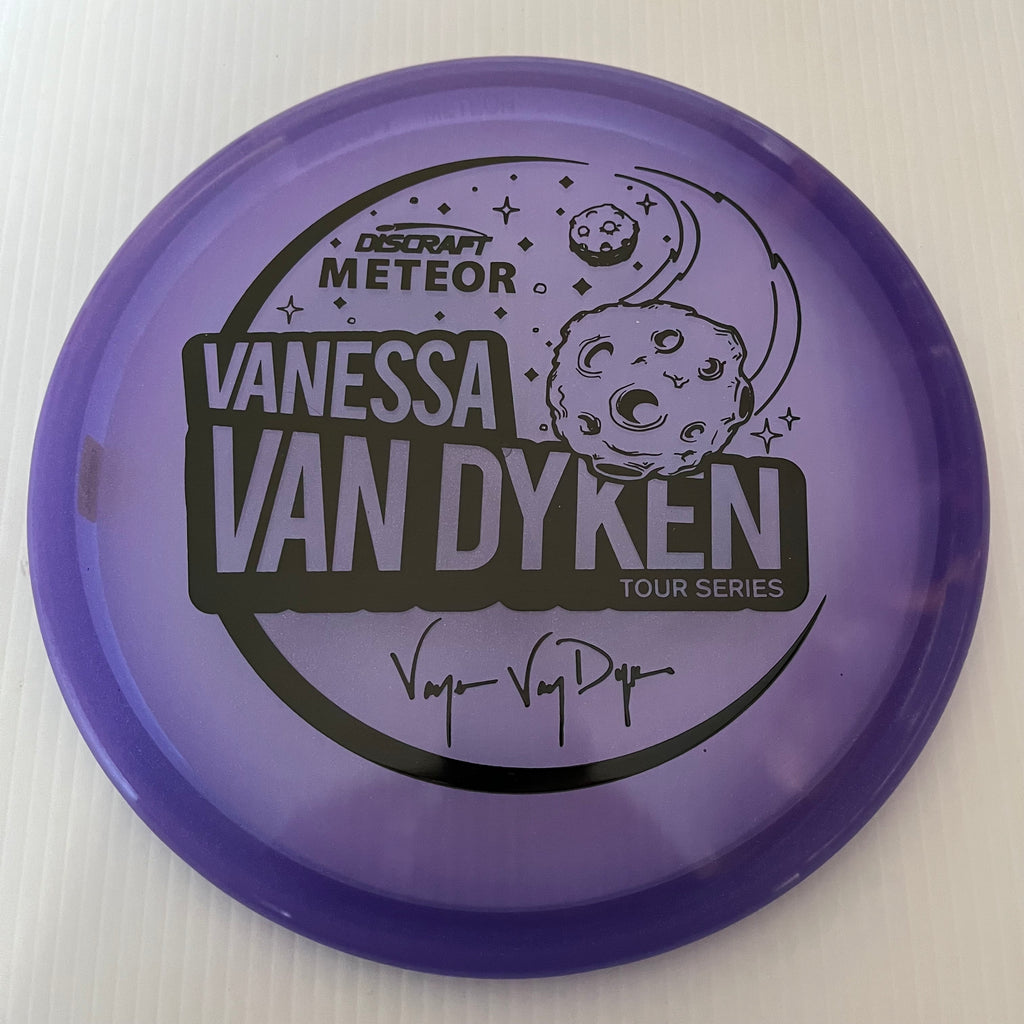 DISCRAFT
METEOR
VANESSA
VAN DYKEN
TOUR SERIES